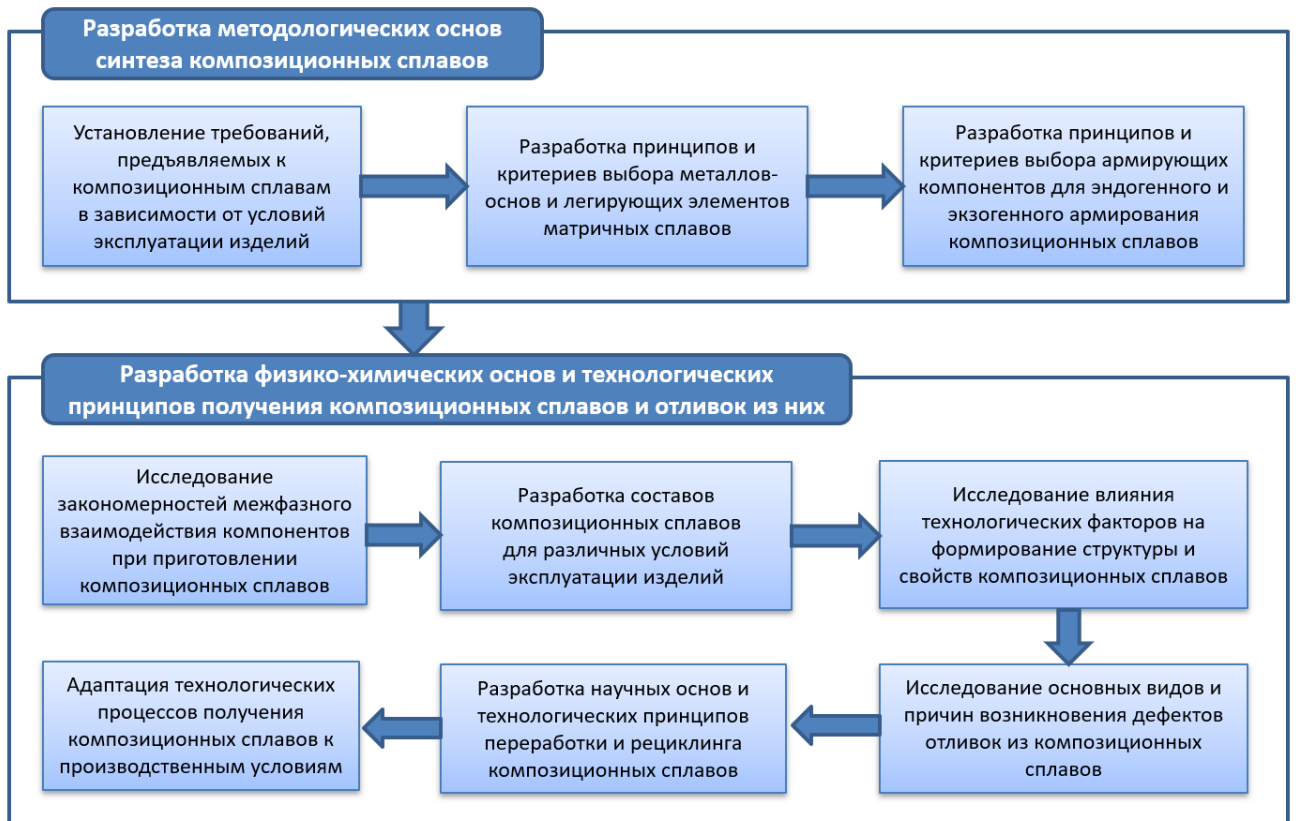 Разработка методологических основ
синтеза композиционных сплавов
Установление требований,
предъявляемых к
композиционным сплавам
в зависимости от условий
эксплуатации изделий
Разработка принципов и
критериев выбора металлов-
основ и легирующих элементов
матричных сплавов
Разработка принципов и
критериев выбора армирующих
компонентов для эндогенного и
экзогенного армирования
композиционных сплавов
Разработка физико-химических основ и технологических
принципов получения композиционных сплавов и отливок из них
Исследование
закономерностей межфазного
взаимодействия компонентов
при приготовлении
композиционных сплавов
Разработка составов
композиционных сплавов
для различных условий
эксплуатации изделий
Исследование влияния
технологических факторов на
формирование структуры и
свойств композиционных сплавов
Исследование основных видов и
причин возникновения дефектов
отливок из композиционных
сплавов
Разработка научных основ и
технологических принципов
переработки и рециклинга
композиционных сплавов
Адаптация технологических
процессов получения
композиционных сплавов к
производственным условиям